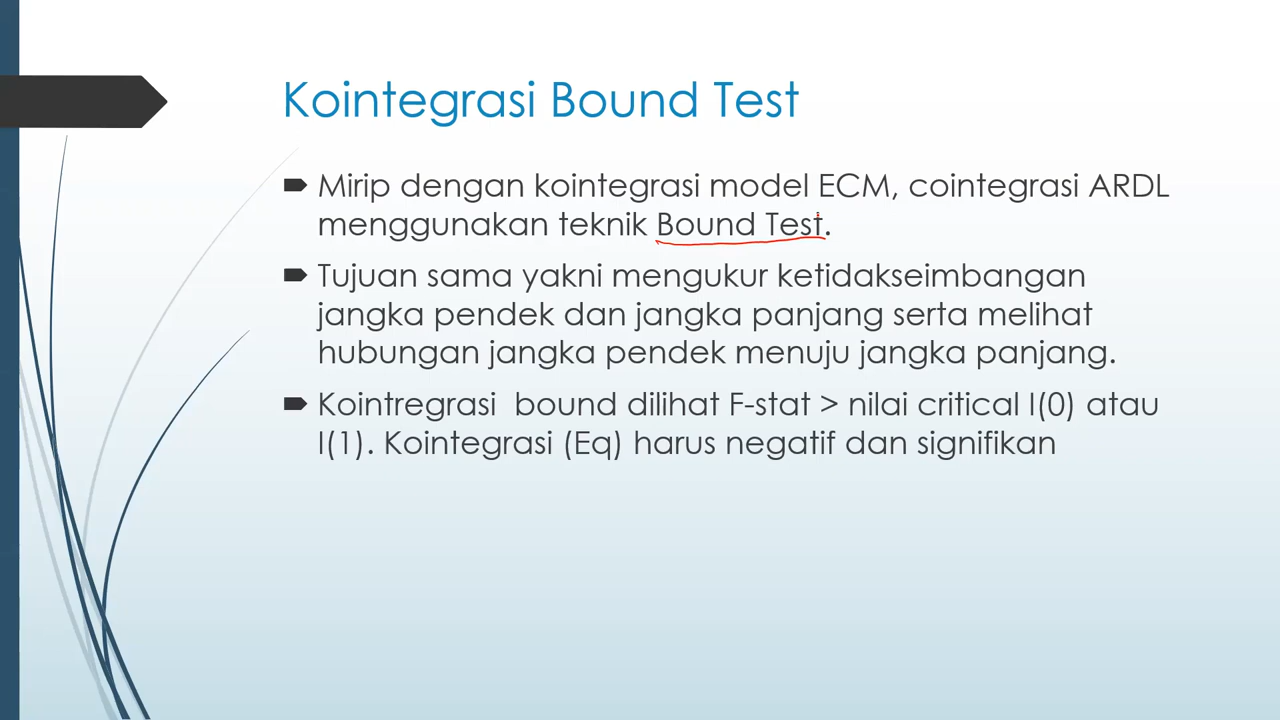 Kointegrasi Bound Test
Mirip dengan kointegrasi model ECM, cointegrasi ARDL
menggunakan teknik Bound Test.
Tujuan sama yakni mengukur ketidakseimbangan
jangka pendek dan jangka panjang serta melihat
hubungan jangka pendek menuju jangka panjang.
Kointregrasi  bound dilihat F-stat > nilai critical I(0) atau
I(1). Kointegrasi (Eq) harus negatif dan signifikan